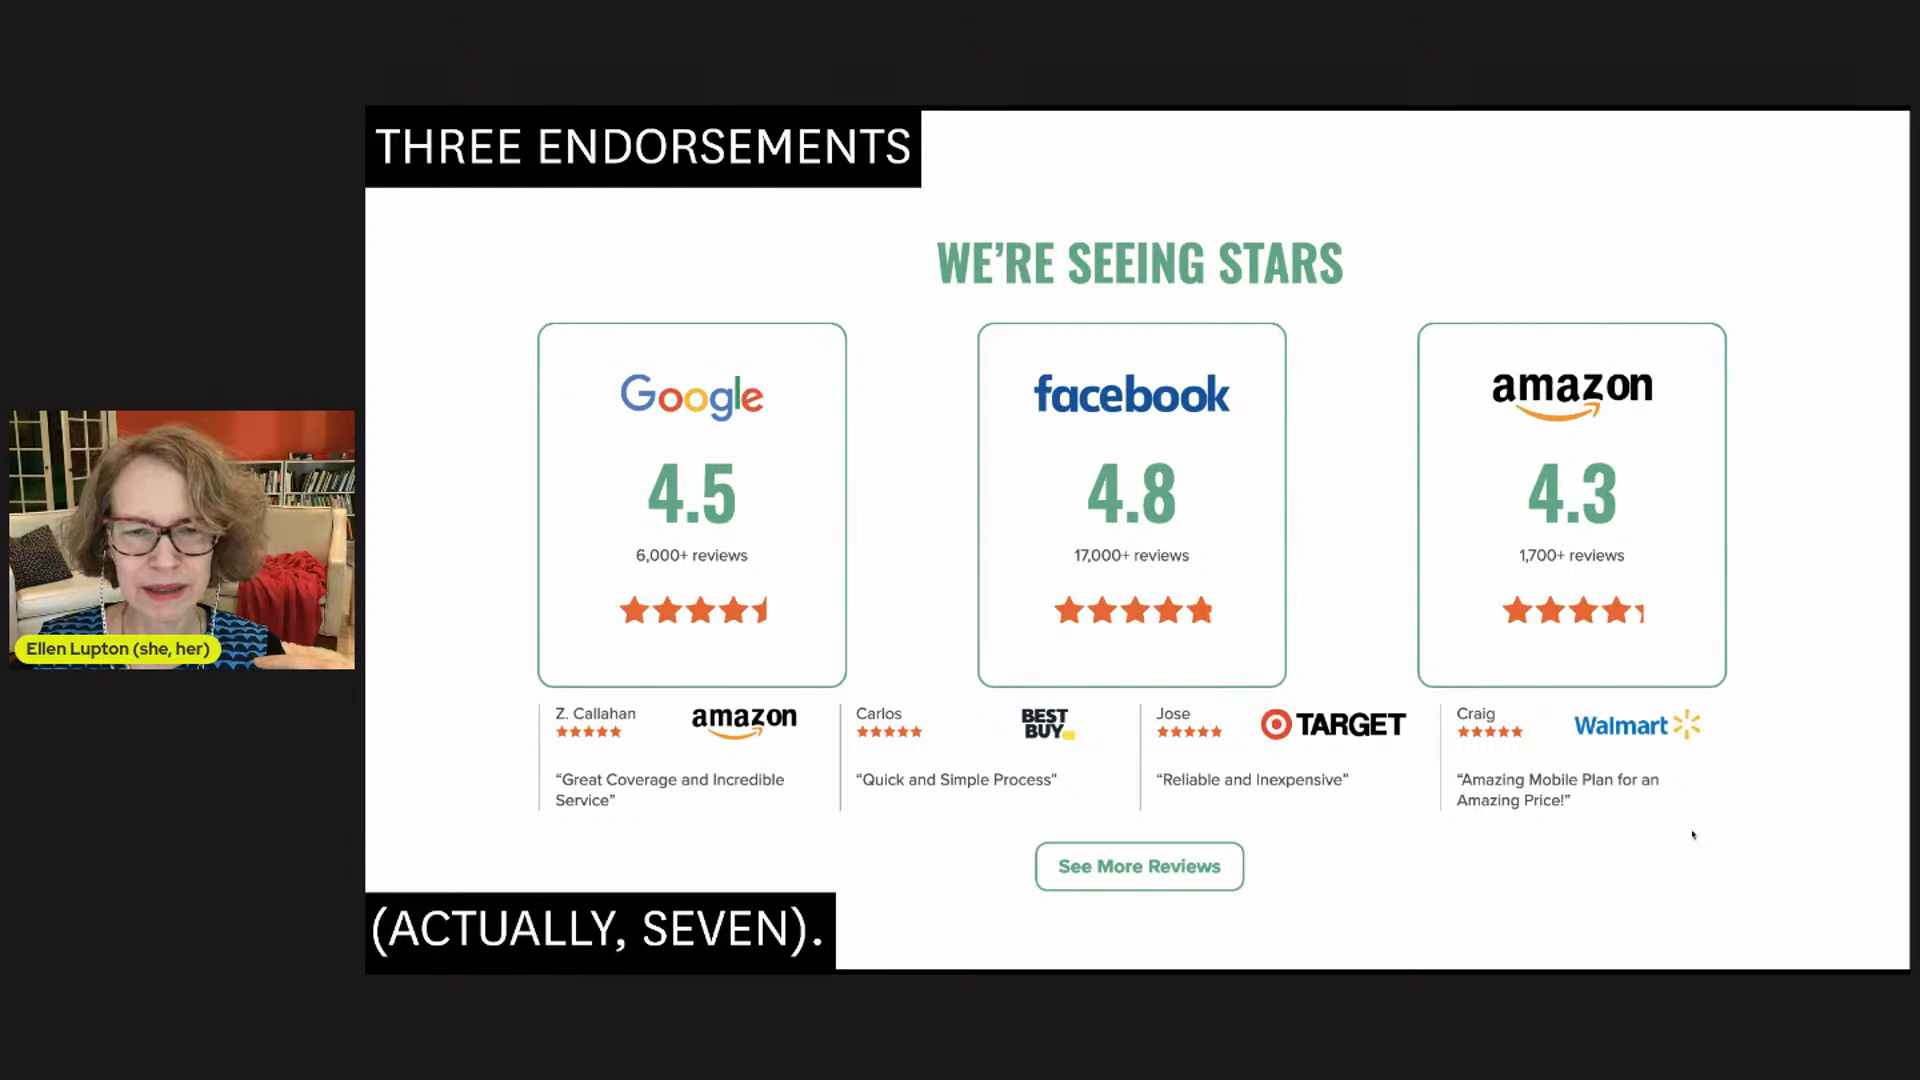 THREE ENDORSEMENTS
WE'RE SEEING STARS
Google
4.5
6,000+ reviews
facebook
4.8
17,000+ reviews
amazon
4.3
1,700+ reviews
Z. Callahan
amazon
“Great Coverage and Incredible
Service”
Carlos
BEST
BUY
“Quick and Simple Process”
Jose
TARGET
“Reliable and Inexpensive”
Craig
Walmart
“Amazing Mobile Plan for an
Amazing Price!”
See More Reviews
(ACTUALLY, SEVEN).
Ellen Lupton (she, her)